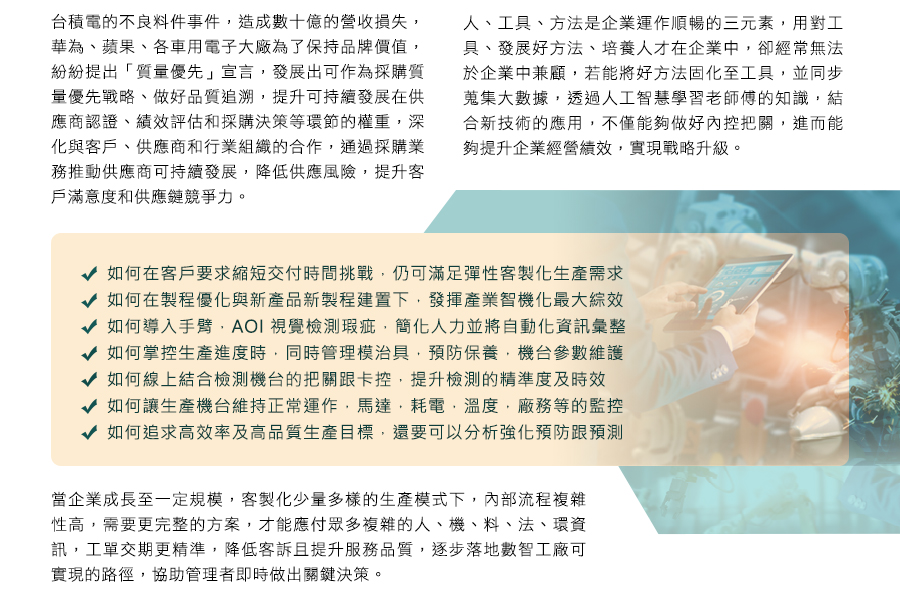 台積電的不良料件事件，造成數十億的營收損失，
華為、蘋果、各車用電子大廠為了保持品牌價值，
紛紛提出「質量優先」宣言，發展出可作為採購質
量優先戰略、做好品質追溯，提升可持續發展在供
應商認證、績效評估和採購決策等環節的權重，深
化與客戶、供應商和行業組織的合作，通過採購業
務推動供應商可持續發展，降低供應風險，提升客
戶滿意度和供應鏈競爭力。
人、工具、方法是企業運作順暢的三元素，用對工
具、發展好方法、培養人才在企業中，卻經常無法
於企業中兼顧，若能將好方法固化至工具，並同步
蒐集大數據，透過人工智慧學習老師傅的知識，結
合新技術的應用，不僅能夠做好內控把關，進而能
夠提升企業經營績效，實現戰略升級。
如何在客戶要求縮短交付時間挑戰，仍可滿足彈性客製化生產需求
如何在製程優化與新產品新製程建置下，發揮產業智機化最大綜效
如何導入手臂，AOI 視覺檢測瑕疵，簡化人力並將自動化資訊彙整
如何掌控生產進度時，同時管理模治具，預防保養，機台參數維護
如何線上結合檢測機台的把關跟卡控，提升檢測的精準度及時效
如何讓生產機台維持正常運作，馬達，耗電，溫度，廠務等的監控
如何追求高效率及高品質生產目標，還要可以分析強化預防跟預測
當企業成長至一定規模，客製化少量多樣的生產模式下，內部流程複雜
性高，需要更完整的方案，才能應付眾多複雜的人、機、料、法、環資
訊，工單交期更精準，降低客訴且提升服務品質，逐步落地數智工廠可
實現的路徑，協助管理者即時做出關鍵決策。